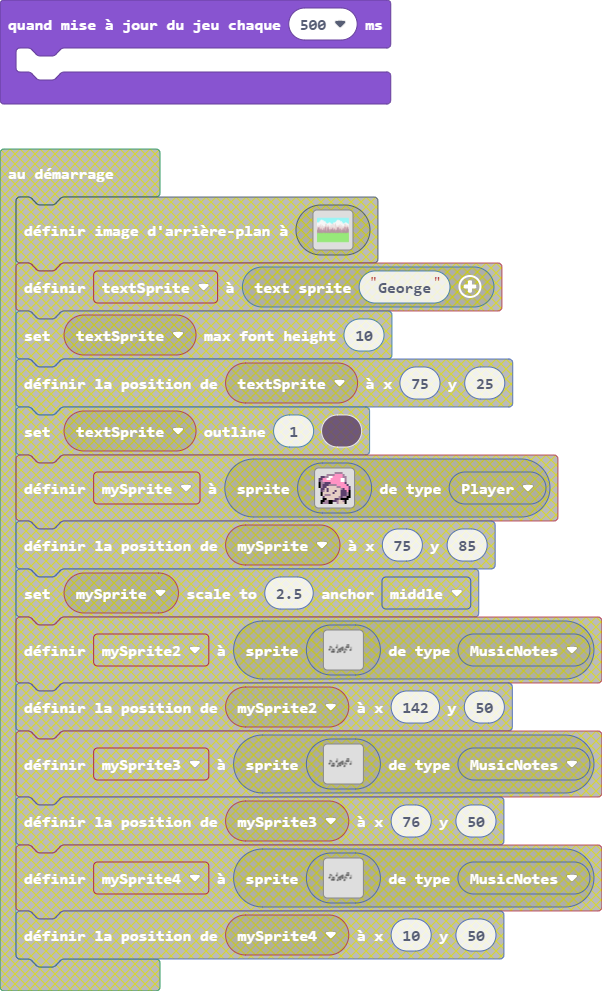 quand mise à jour du jeu chaque 500 ms
au démarrage
définir image d'arrière-plan à
définir textSprite à text sprite "George"
set textSprite max font height 10
définir la position de textSprite à x 75 y 25
set textSprite outline 1
définir mySprite à sprite de type Player
définir la position de mySprite à x 75 y 85
set mySprite scale to 2.5 anchor middle
définir mySprite2 à sprite de type MusicNotes
définir la position de mySprite2 à x 142 y 50
définir mySprite3 à sprite de type MusicNotes
définir la position de mySprite3 à x 76 y 50
définir mySprite4 à sprite de type MusicNotes
définir la position de mySprite4 à x 10 y 50